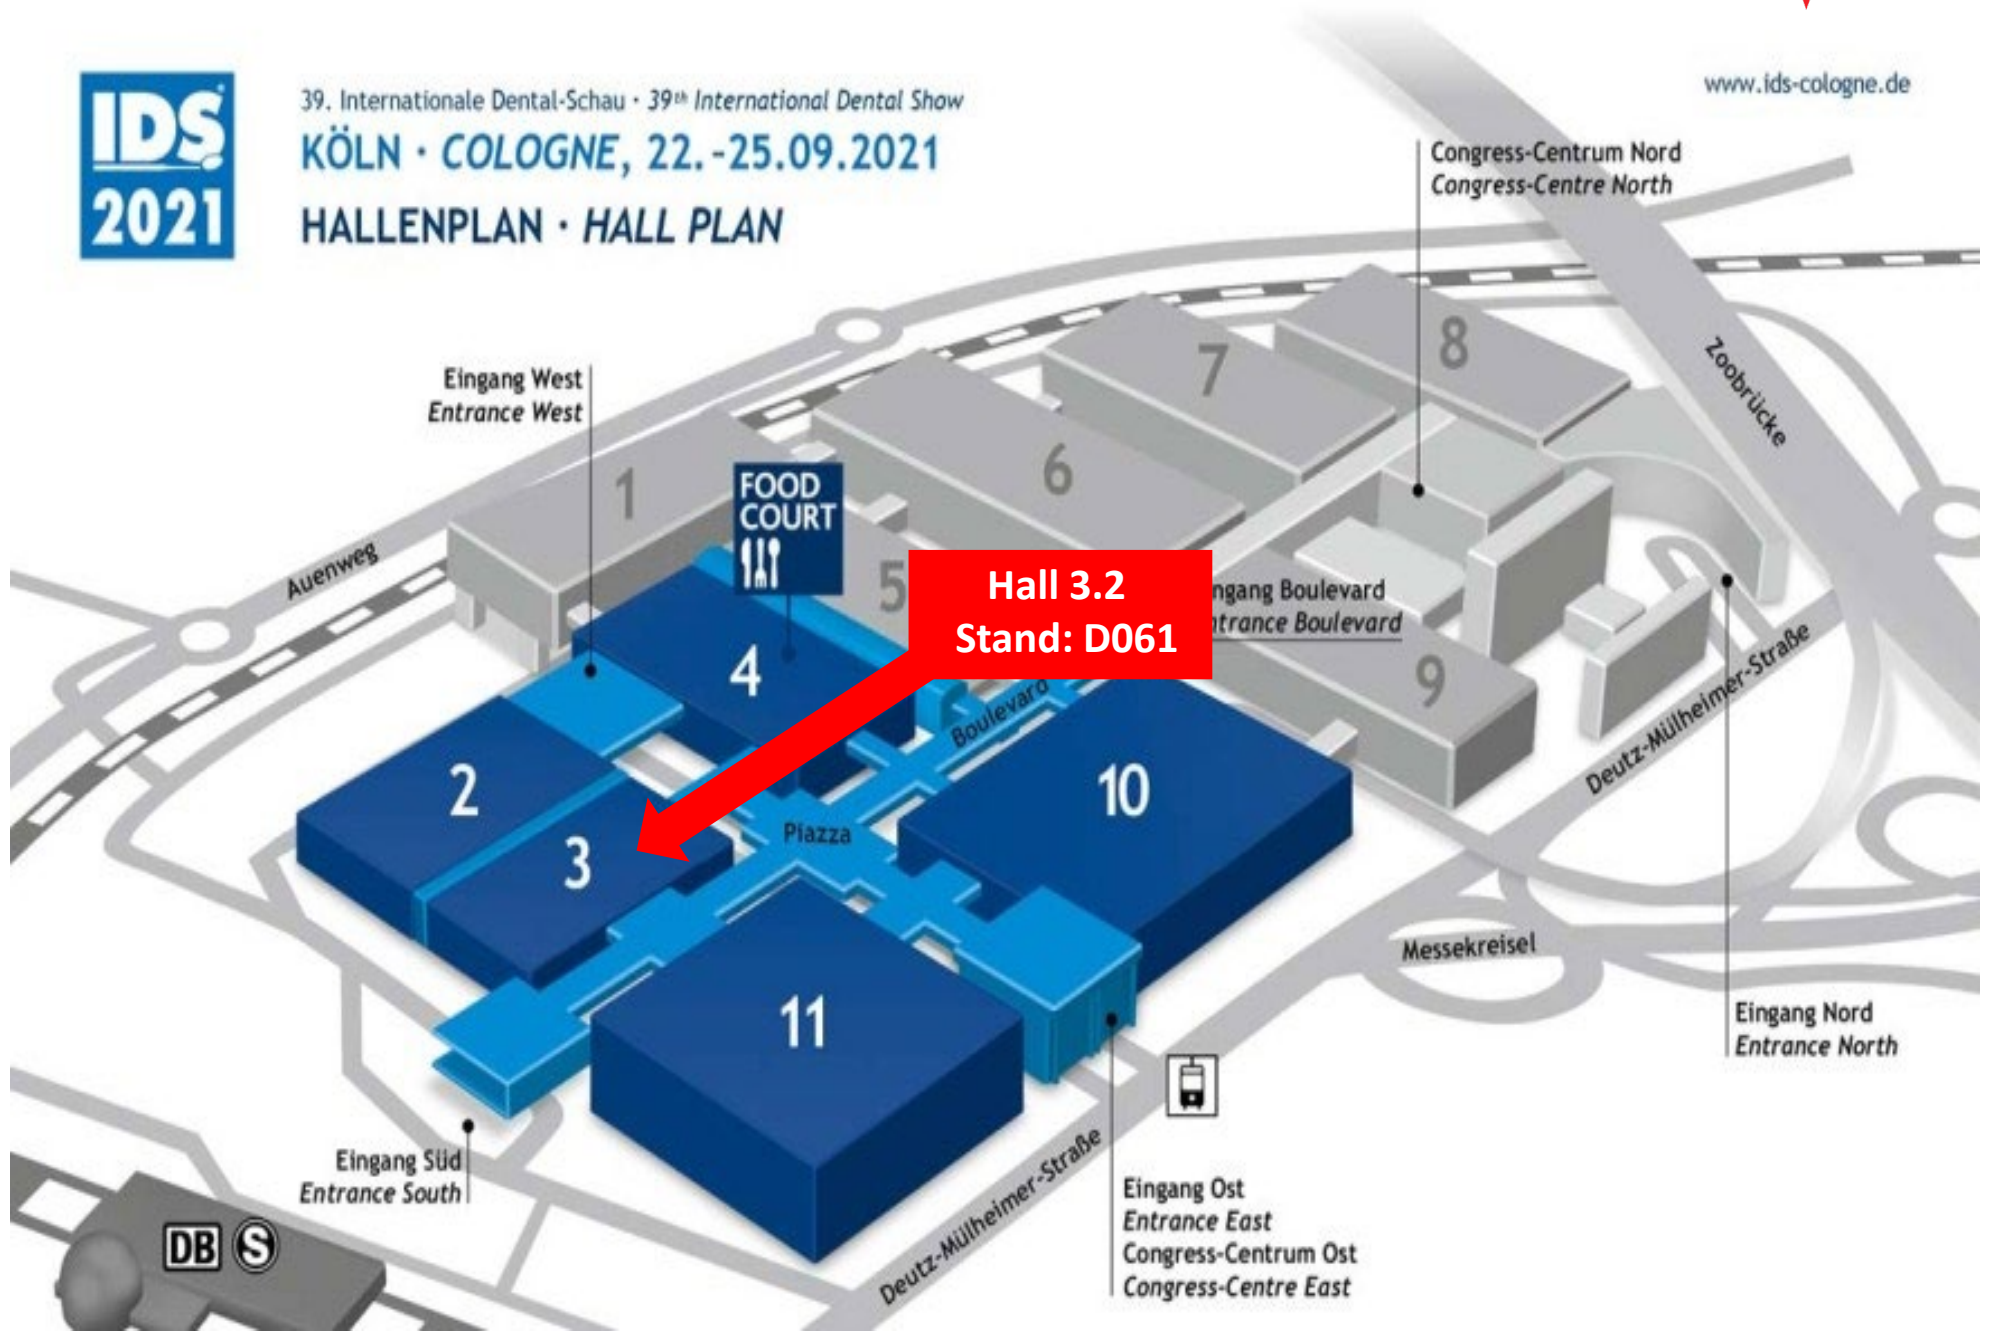 IDS
2021
39. Internationale Dental-Schau · 39th International Dental Show
KÖLN · COLOGNE, 22.-25.09.2021
HALLENPLAN · HALL PLAN
www.ids-cologne.de
Congress-Centrum Nord
Congress-Centre North
Zoobrücke
Eingang West
Entrance West
Auenweg
1
FOOD
COURT
5
6
7
8
9
Hall 3.2
Stand: D061
ngang Boulevard
ntrance Boulevard
Deutz-Mülheimer-Straße
4
Boulevard
2
3
Piazza
10
11
Messekreisel
Eingang Nord
Entrance North
Eingang Süd
Entrance South
DB S
Deutz-Mülheimer-Straße
Eingang Ost
Entrance East
Congress-Centrum Ost
Congress-Centre East